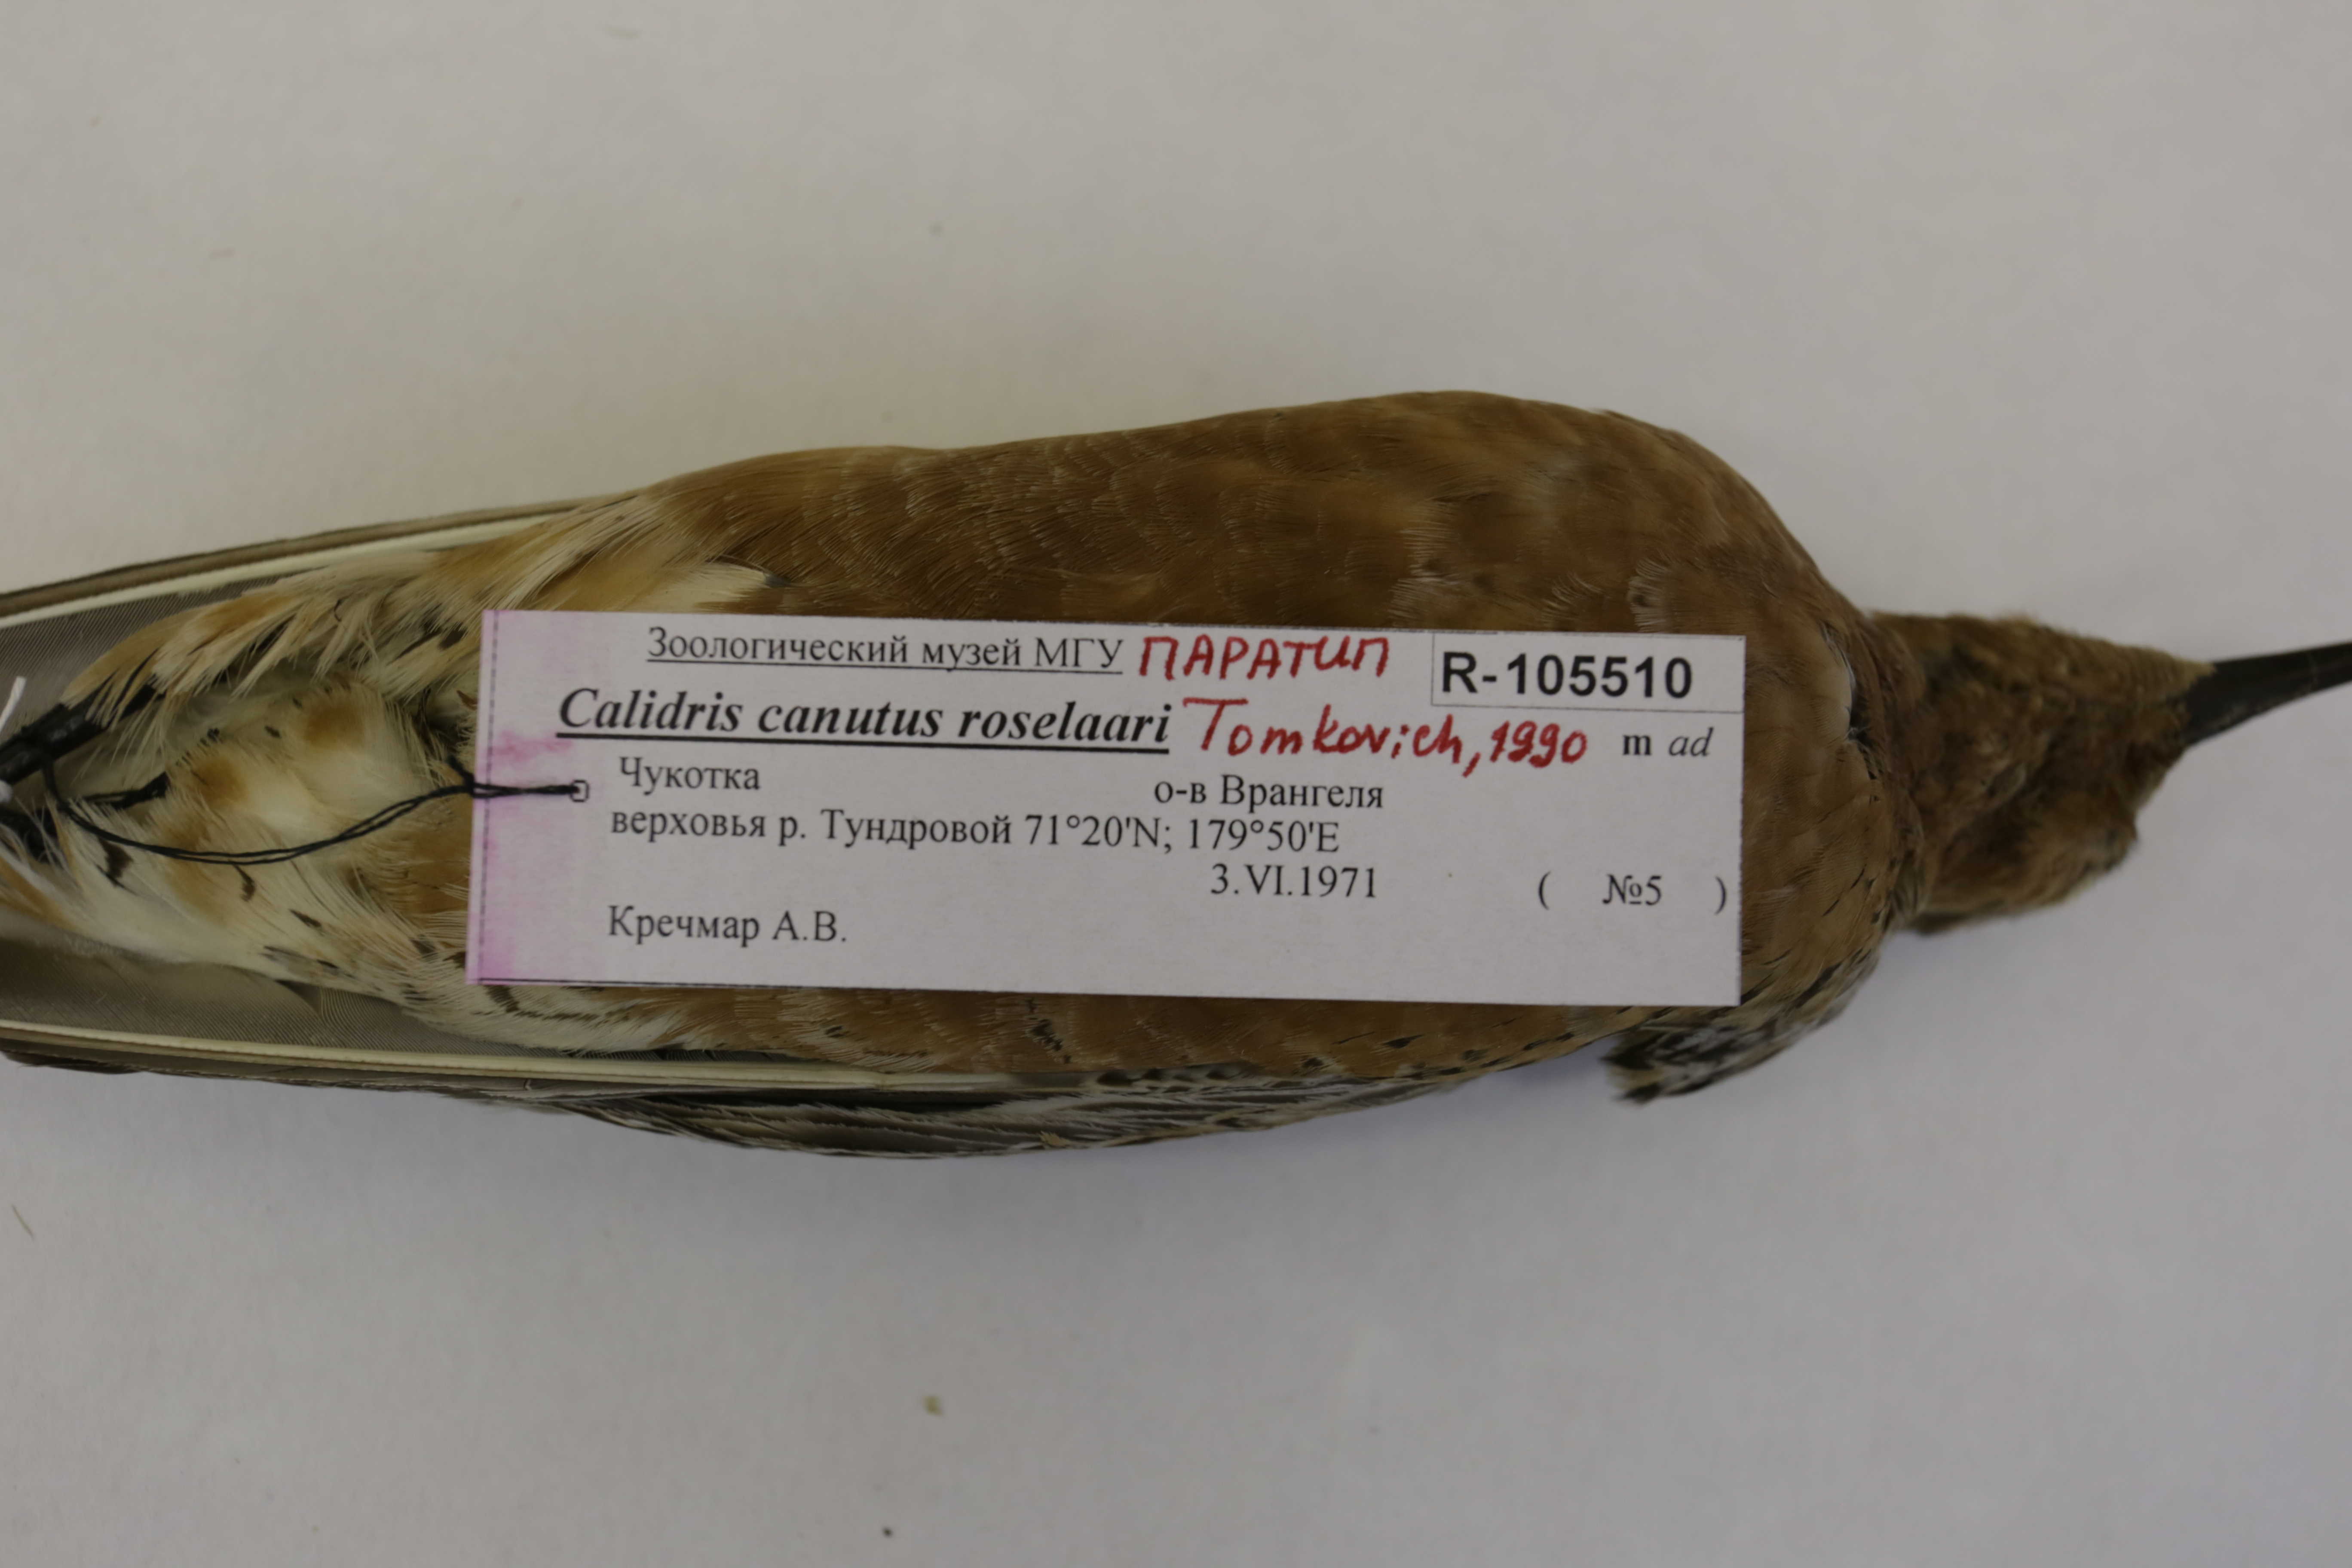 Зоологический музей МГУ ПАРАТИП R-105510
Calidris canutus roselaari Tomkovich, 1990 m ad
Чукотка о-в Врангеля
верховья р. Тундровой 71°20'N; 179°50'E
3.VI.1971 ( №5 )
Кречмар А.В.